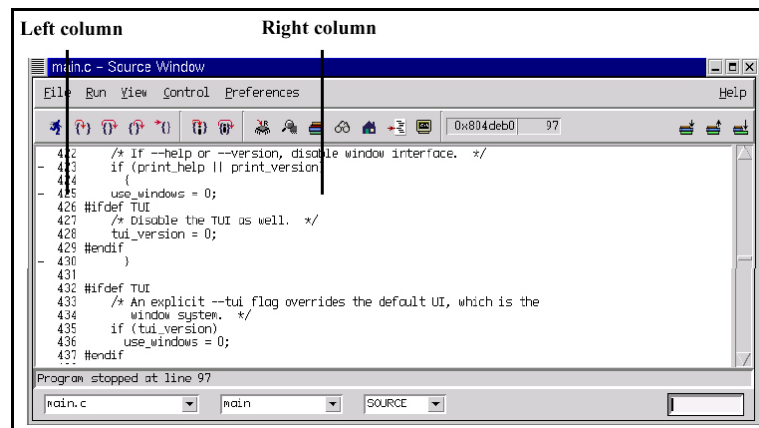 Left column Right column
main.c – Source Window
File Run View Control Preferences Help
0x804deb0 97
422 /* If --help or --version, disable window interface. */
– 423 if (print_help || print_version)
424 {
– 425 use_windows = 0;
426 #ifdef TUI
427 /* Disable the TUI as well. */
428 tui_version = 0;
429 #endif
– 430 }
431
432 #ifdef TUI
433 /* An explicit --tui flag overrides the default UI, which is the
434 window system. */
435 if (tui_version)
436 use_windows = 0;
437 #endif
Program stopped at line 97
main.c main SOURCE